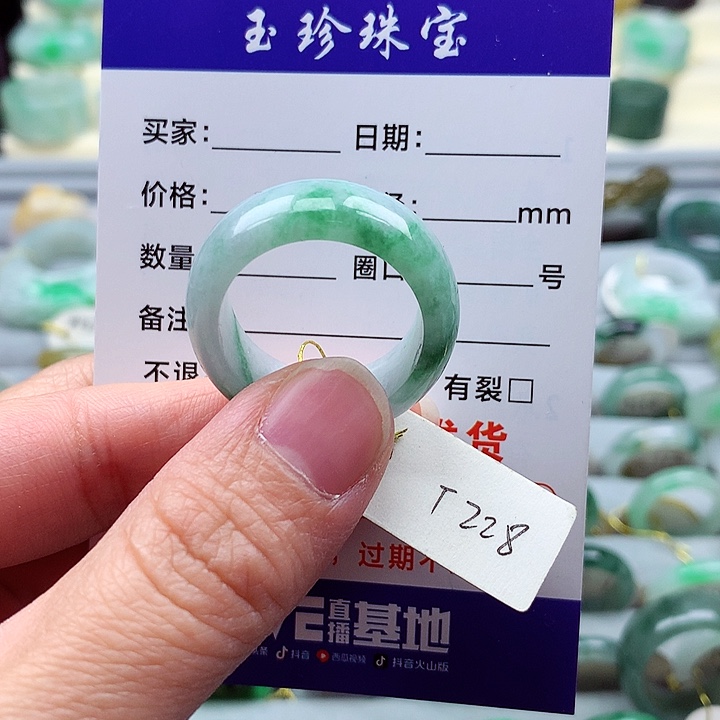 玉珍珠宝
买家: 日期:
价格: mm
数量 圈口 号
备注
不退 有裂□
货
T228
过期不
直播基地
抖音 西瓜视频 抖音火山版